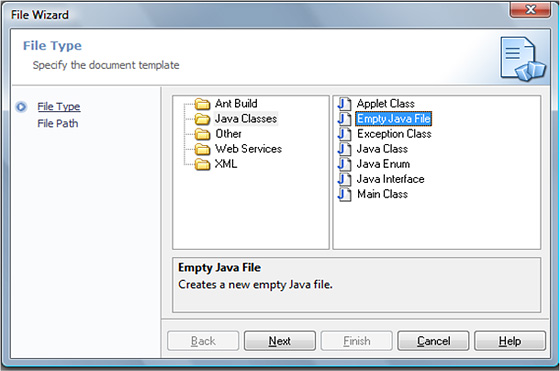 File Wizard
File Type
Specify the document template
File Type
File Path
Ant Build
Java Classes
Other
Web Services
XML
Applet Class
Empty Java File
Exception Class
Java Class
Java Enum
Java Interface
Main Class
Empty Java File
Creates a new empty Java file.
Back
Next
Finish
Cancel
Help